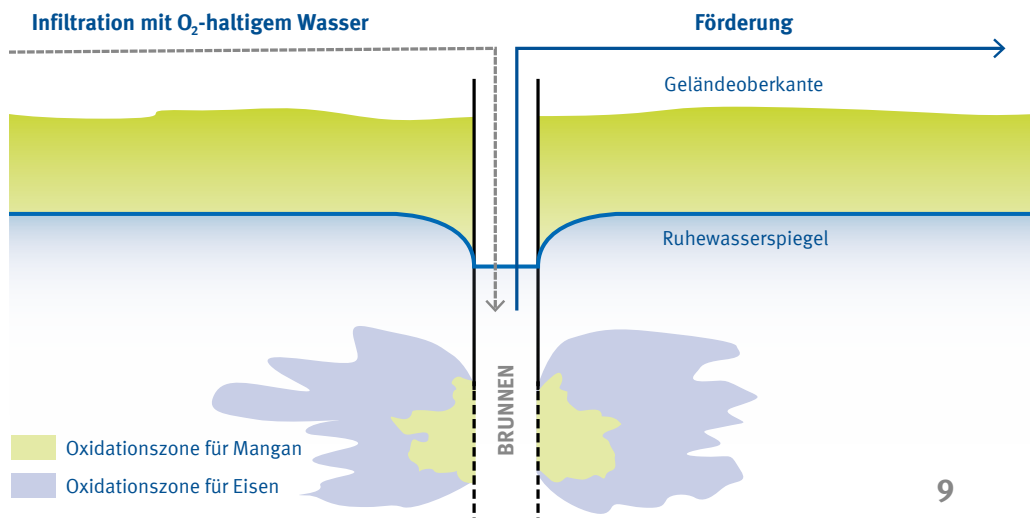 Infiltration mit O₂-haltigem Wasser
Förderung
Geländeoberkante
Ruhewasserspiegel
BRUNNEN
Oxidationszone für Mangan
Oxidationszone für Eisen
9